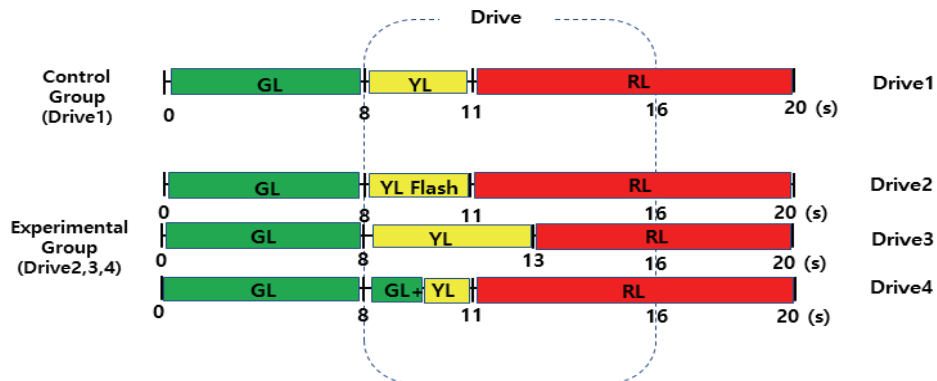 Drive
Control
Group
(Drive1)
GL
YL
RL
Drive1
0
8
11
16
20 (s)
GL
YL Flash
RL
Drive2
0
8
11
16
20 (s)
Experimental
Group
(Drive2,3,4)
GL
YL
RL
Drive3
0
8
13
16
20 (s)
GL
GL+
YL
RL
Drive4
0
8
11
16
20 (s)